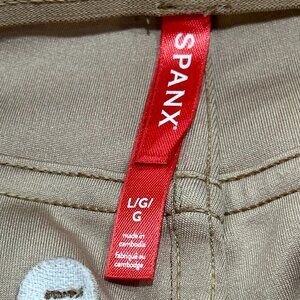 SPANX®
L/G/
G
made in
cambodia
fabriqué au
cambodge